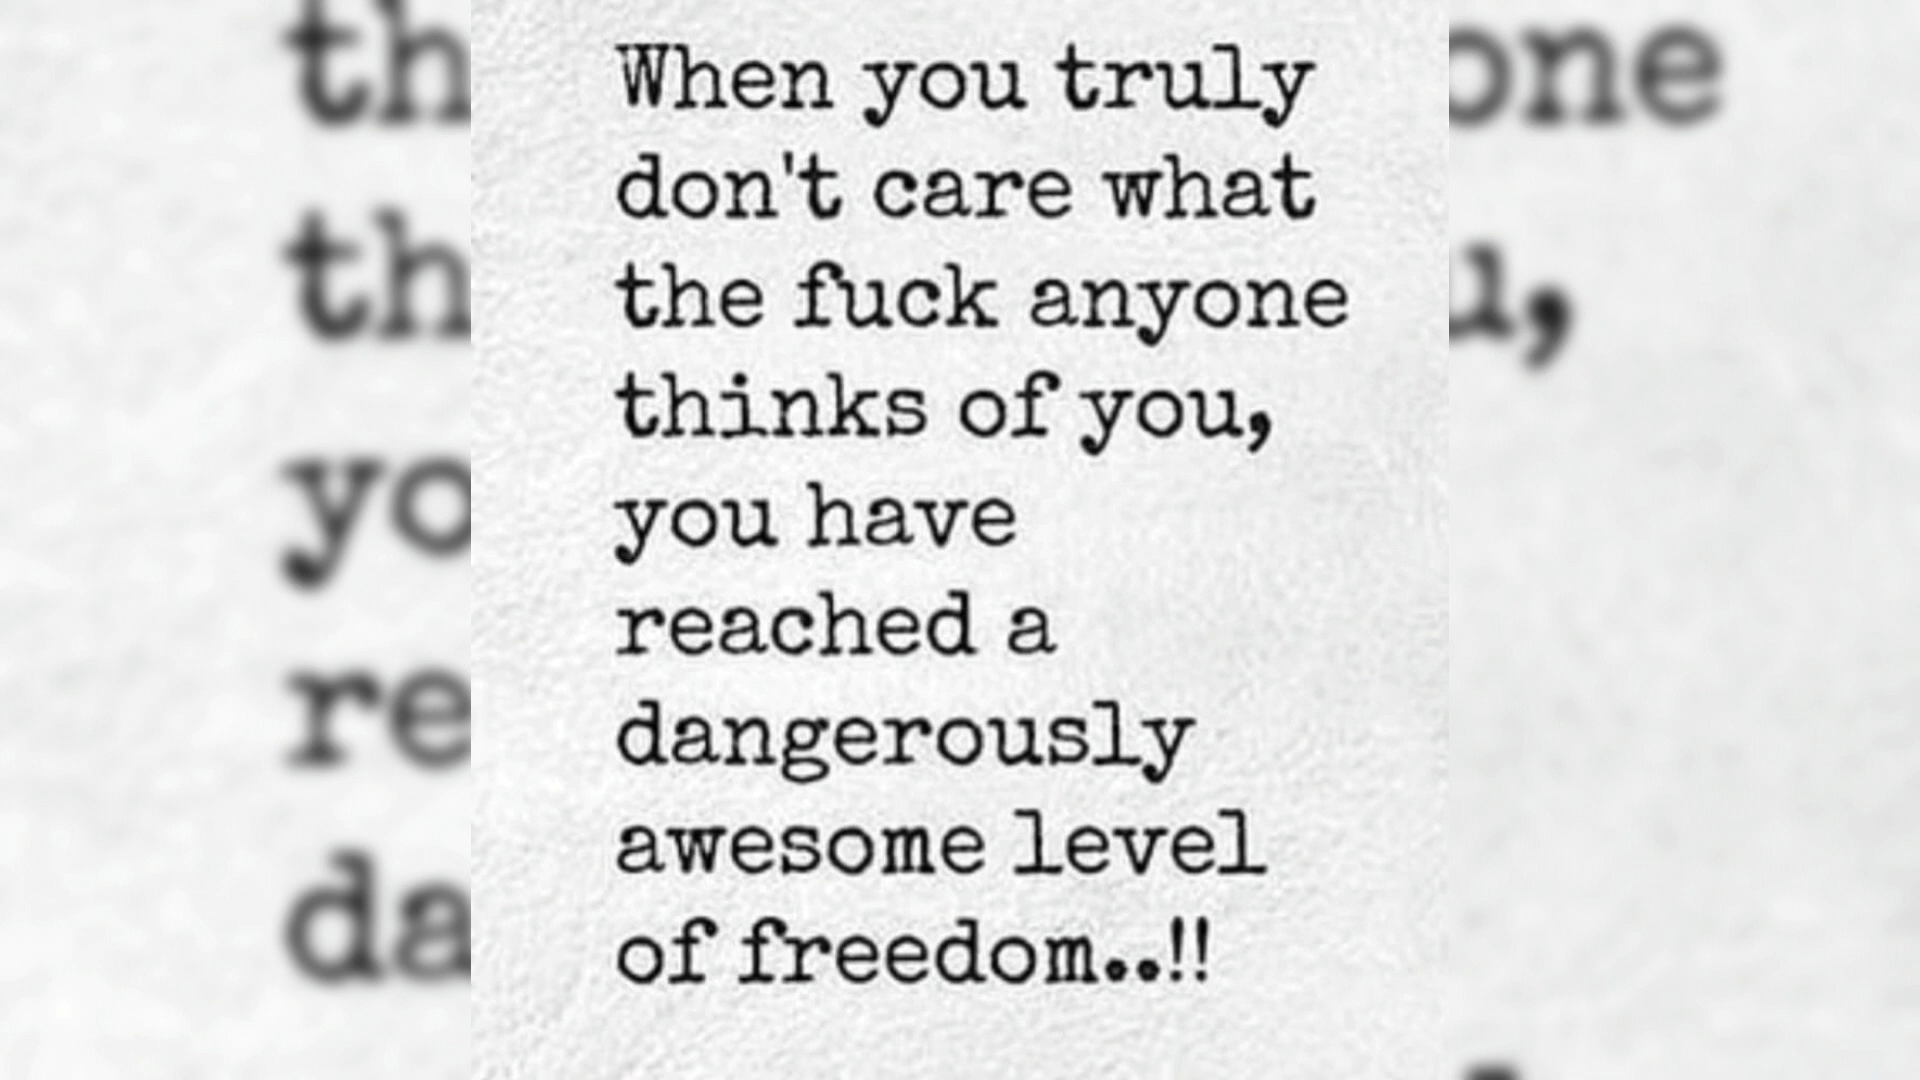 When you truly
don't care what
the fuck anyone
thinks of you,
you have
reached a
dangerously
awesome level
of freedom..!!